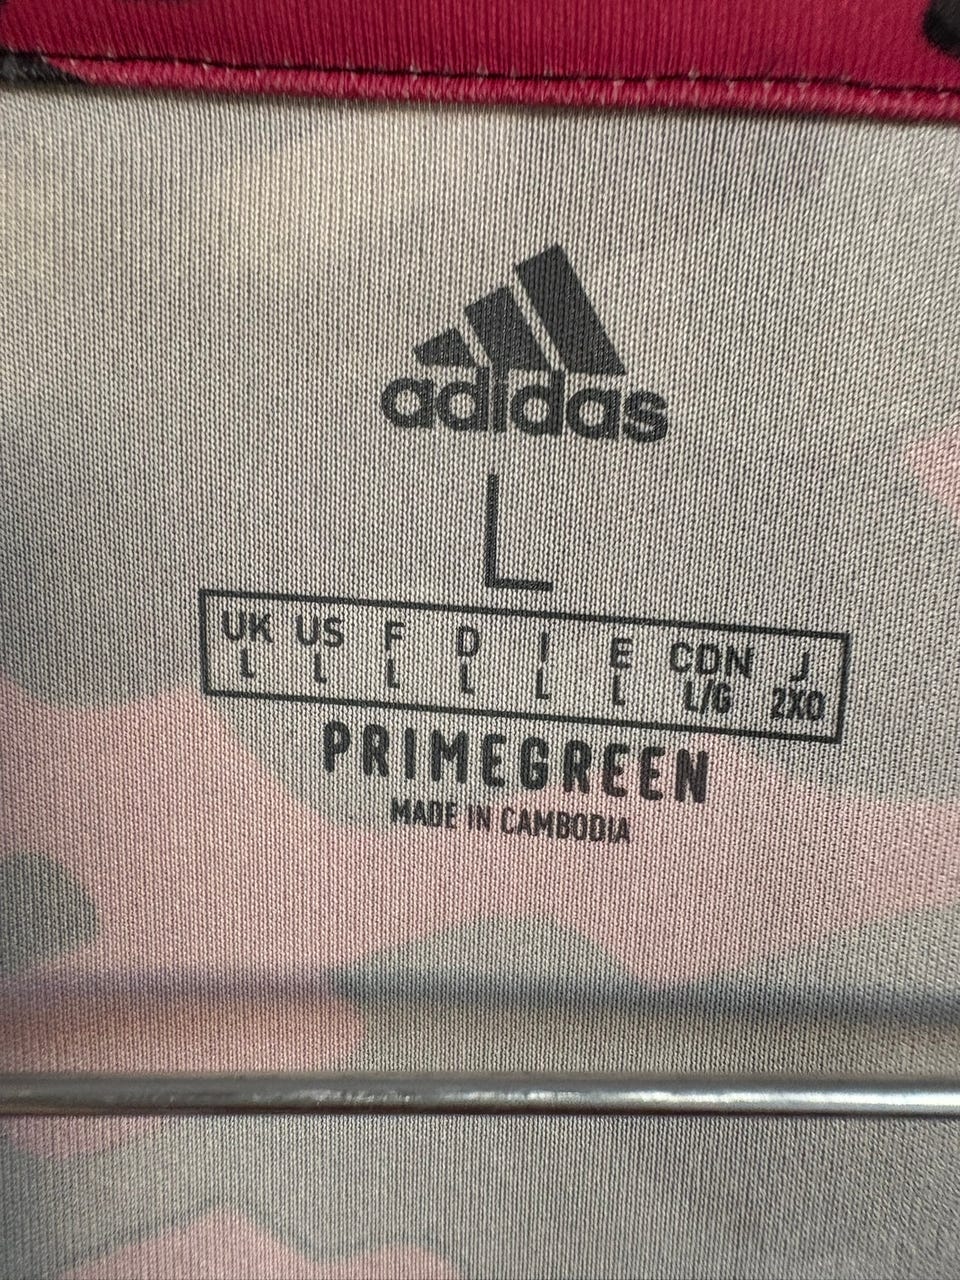 adidas
L
UK US F D I E CDN J
L L L L L L L/G 2XO
PRIMEGREEN
MADE IN CAMBODIA